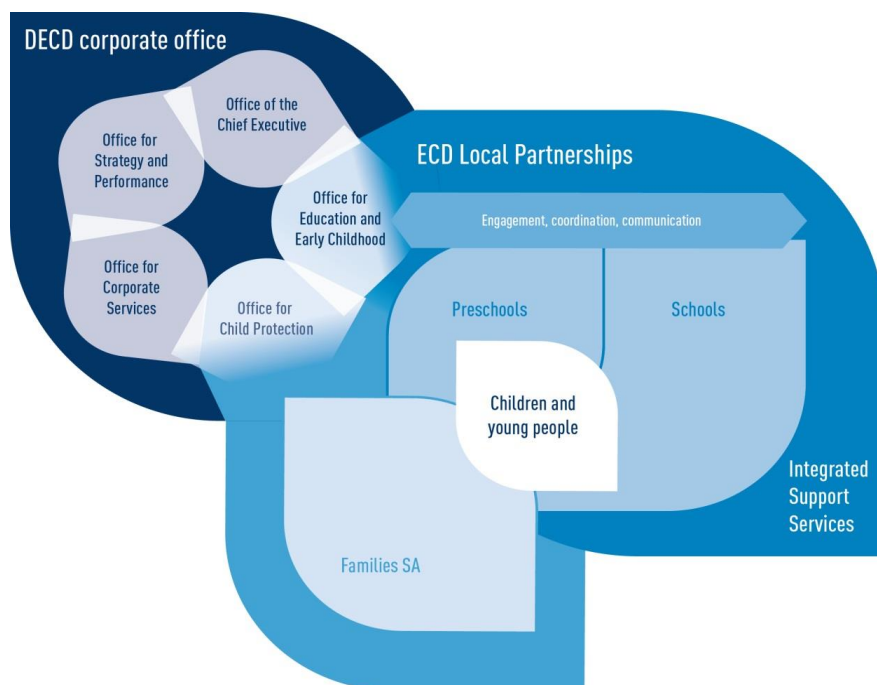 DECD corporate office
Office of the
Chief Executive
Office for
Strategy and
Performance
Office for
Education and
Early Childhood
Office for
Corporate
Services
Office for
Child Protection
ECD Local Partnerships
Engagement, coordination, communication
Preschools
Schools
Children and
young people
Integrated
Support
Services
Families SA